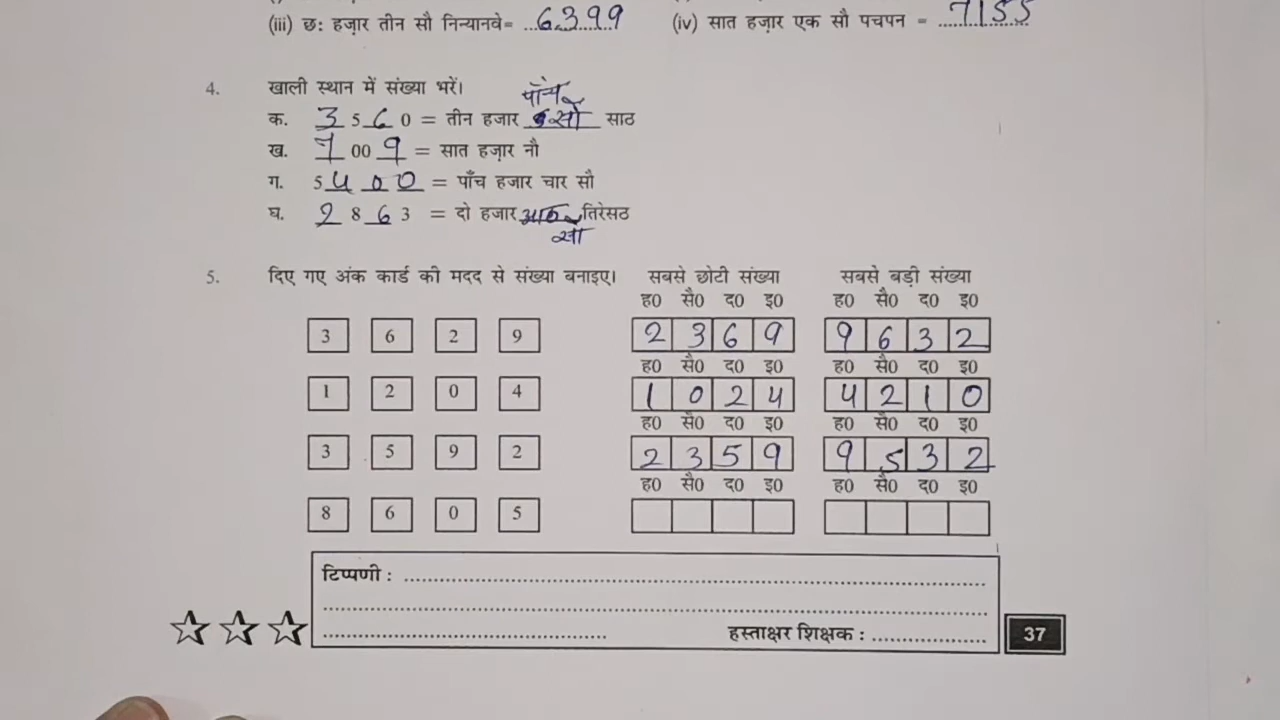 (iii) छः हज़ार तीन सौ निन्यानवे= 6399 (iv) सात हज़ार एक सौ पचपन = 7155
4. खाली स्थान में संख्या भरें।
पाँच
क. 3 5 6 0 = तीन हजार सौ साठ
ख. 7 00 9 = सात हज़ार नौ
ग. 5 4 0 0 = पाँच हजार चार सौ
घ. 2 8 6 3 = दो हजार आठ तिरेसठ
सौ
5. दिए गए अंक कार्ड की मदद से संख्या बनाइए। सबसे छोटी संख्या सबसे बड़ी संख्या
ह0 सै0 द0 इ0 ह0 सै0 द0 इ0
3 6 2 9 2 3 6 9 9 6 3 2
ह0 सै0 द0 इ0 ह0 सै0 द0 इ0
1 2 0 4 1 0 2 4 4 2 1 0
ह0 सै0 द0 इ0 ह0 सै0 द0 इ0
3 5 9 2 2 3 5 9 9 5 3 2
ह0 सै0 द0 इ0 ह0 सै0 द0 इ0
8 6 0 5
टिप्पणी :
हस्ताक्षर शिक्षक :
37